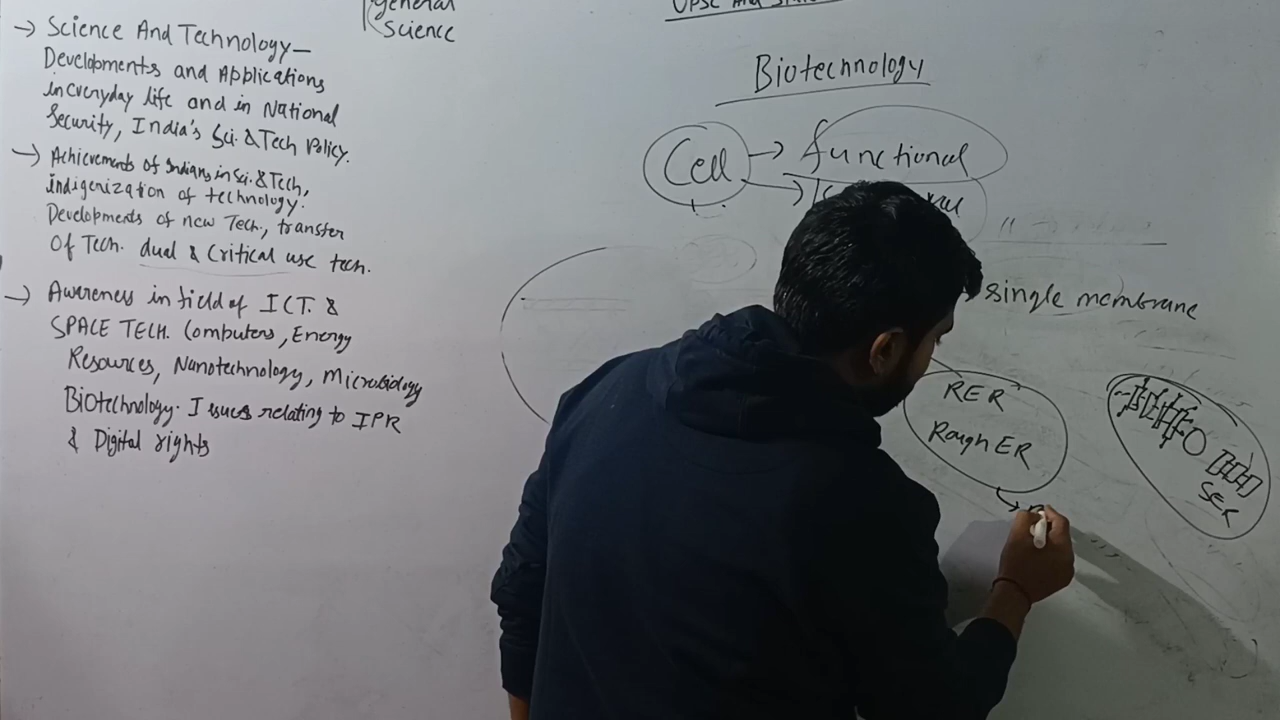 general
science
→ Science And Technology—
Developments and Applications
in everyday life and in National
Security, India's Sci. & Tech Policy.
→ Achievements of Indians in Sci. & Tech,
indigenization of technology.
Developments of new Tech., transfer
Of Tech. dual & Critical use tech.
→ Awareness in field of ICT. &
SPACE TECH. Computers, Energy
Resources, Nanotechnology, Microbiology
Biotechnology. Issues relating to IPR
& Digital rights
UPSC And
Biotechnology
Cell → functional
single membrane
RER
Rough ER
SER